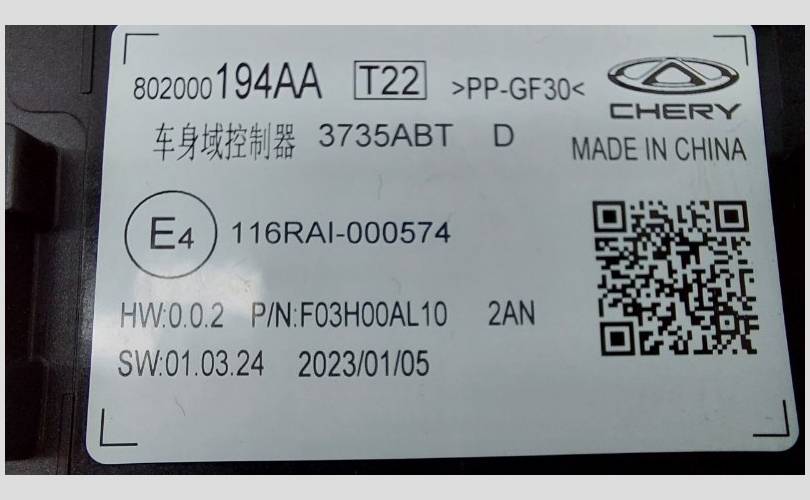 802000194AA T22 >PP-GF30< CHERY
车身域控制器 3735ABT D MADE IN CHINA
E4 116RAI-000574
HW:0.0.2 P/N:F03H00AL10 2AN
SW:01.03.24 2023/01/05